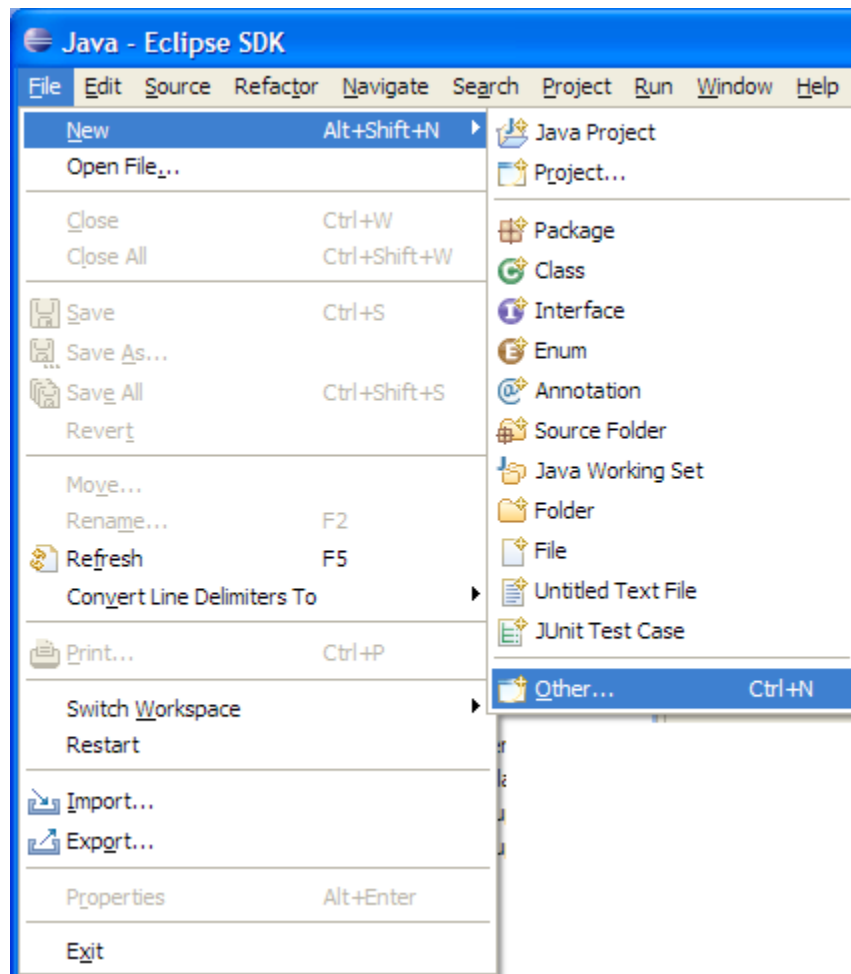 Java - Eclipse SDK
File Edit Source Refactor Navigate Search Project Run Window Help
New Alt+Shift+N
Open File...
Close Ctrl+W
Close All Ctrl+Shift+W
Save Ctrl+S
Save As...
Save All Ctrl+Shift+S
Revert
Move...
Rename... F2
Refresh F5
Convert Line Delimiters To
Print... Ctrl+P
Switch Workspace
Restart
Import...
Export...
Properties Alt+Enter
Exit
Java Project
Project...
Package
Class
Interface
Enum
Annotation
Source Folder
Java Working Set
Folder
File
Untitled Text File
JUnit Test Case
Other... Ctrl+N